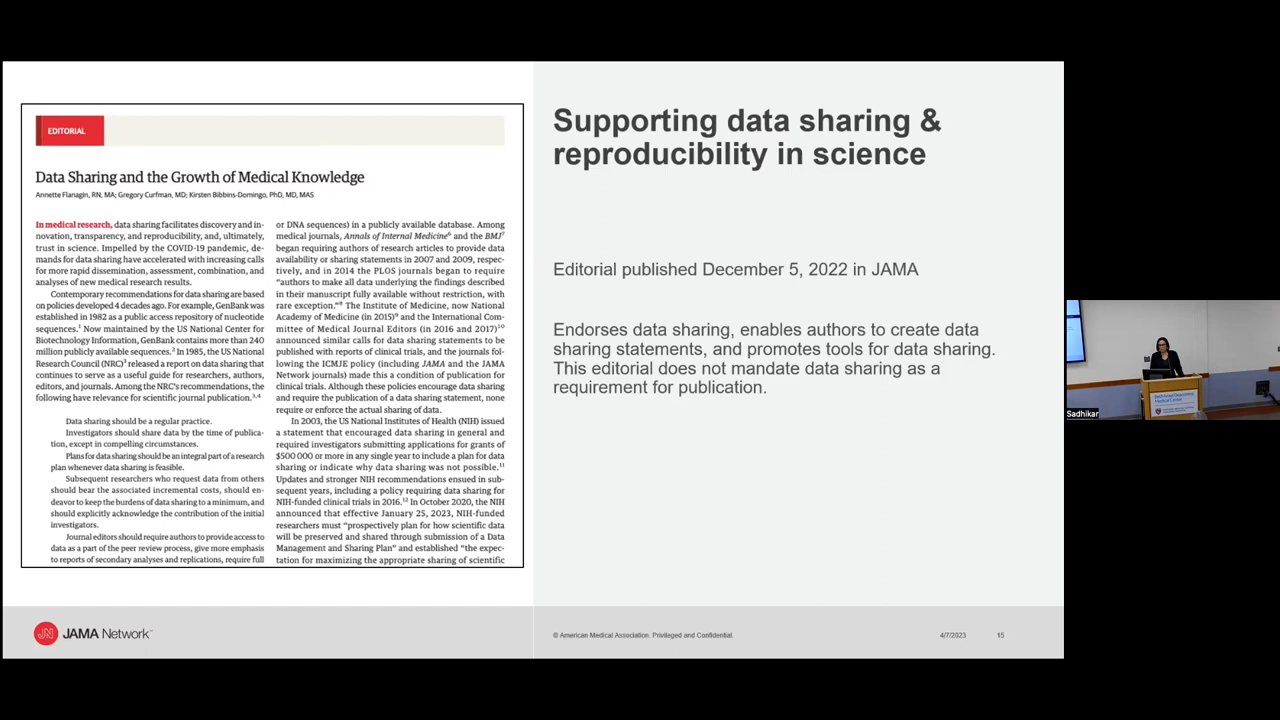 EDITORIAL
Data Sharing and the Growth of Medical Knowledge
Annette Flanagin, RN, MA; Gregory Curfman, MD; Kirsten Bibbins-Domingo, PhD, MD, MAS
In medical research, data sharing facilitates discovery and in-
novation, transparency, and reproducibility, and, ultimately,
trust in science. Impelled by the COVID-19 pandemic, de-
mands for data sharing have accelerated with increasing calls
for more rapid dissemination, assessment, combination, and
analyses of new medical research results.
Contemporary recommendations for data sharing are based
on policies developed 4 decades ago. For example, GenBank was
established in 1982 as a public access repository of nucleotide
sequences.1 Now maintained by the US National Center for
Biotechnology Information, GenBank contains more than 240
million publicly available sequences.2 In 1985, the US National
Research Council (NRC)3 released a report on data sharing that
continues to serve as a useful guide for researchers, authors,
editors, and journals. Among the NRC's recommendations, the
following have relevance for scientific journal publication.3,4
Data sharing should be a regular practice.
Investigators should share data by the time of publica-
tion, except in compelling circumstances.
Plans for data sharing should be an integral part of a research
plan whenever data sharing is feasible.
Subsequent researchers who request data from others
should bear the associated incremental costs, should en-
deavor to keep the burdens of data sharing to a minimum, and
should explicitly acknowledge the contribution of the initial
investigators.
Journal editors should require authors to provide access to
data as a part of the peer review process, give more emphasis
to reports of secondary analyses and replications, require full
or DNA sequences) in a publicly available database. Among
medical journals, Annals of Internal Medicine6 and the BMJ7
began requiring authors of research articles to provide data
availability or sharing statements in 2007 and 2009, respec-
tively, and in 2014 the PLOS journals began to require
“authors to make all data underlying the findings described
in their manuscript fully available without restriction, with
rare exception.”8 The Institute of Medicine, now National
Academy of Medicine (in 2015)9 and the International Com-
mittee of Medical Journal Editors (in 2016 and 2017)10
announced similar calls for data sharing statements to be
published with reports of clinical trials, and the journals fol-
lowing the ICMJE policy (including JAMA and the JAMA
Network journals) made this a condition of publication for
clinical trials. Although these policies encourage data sharing
and require the publication of a data sharing statement, none
require or enforce the actual sharing of data.
In 2003, the US National Institutes of Health (NIH) issued
a statement that encouraged data sharing in general and
required investigators submitting applications for grants of
$500 000 or more in any single year to include a plan for data
sharing or indicate why data sharing was not possible.11
Updates and stronger NIH recommendations ensued in sub-
sequent years, including a policy requiring data sharing for
NIH-funded clinical trials in 2016.12 In October 2020, the NIH
announced that effective January 25, 2023, NIH-funded
researchers must “prospectively plan for how scientific data
will be preserved and shared through submission of a Data
Management and Sharing Plan” and established “the expec-
tation for maximizing the appropriate sharing of scientific
Supporting data sharing &
reproducibility in science
Editorial published December 5, 2022 in JAMA
Endorses data sharing, enables authors to create data
sharing statements, and promotes tools for data sharing.
This editorial does not mandate data sharing as a
requirement for publication.
JN JAMA Network™
© American Medical Association. Privileged and Confidential.
4/7/2023
15
Sadhikar